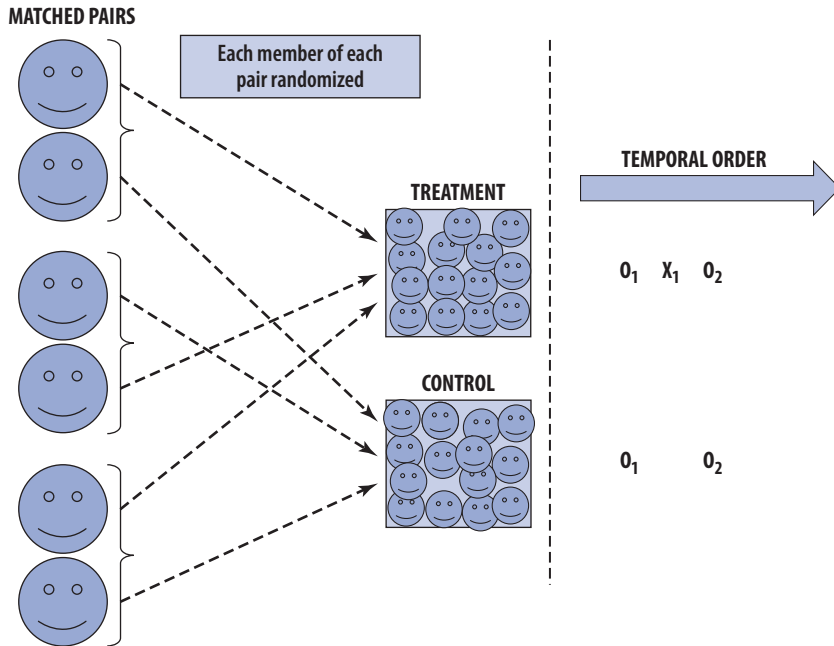 MATCHED PAIRS
Each member of each
pair randomized
TEMPORAL ORDER
TREATMENT
O₁ X₁ O₂
CONTROL
O₁ O₂